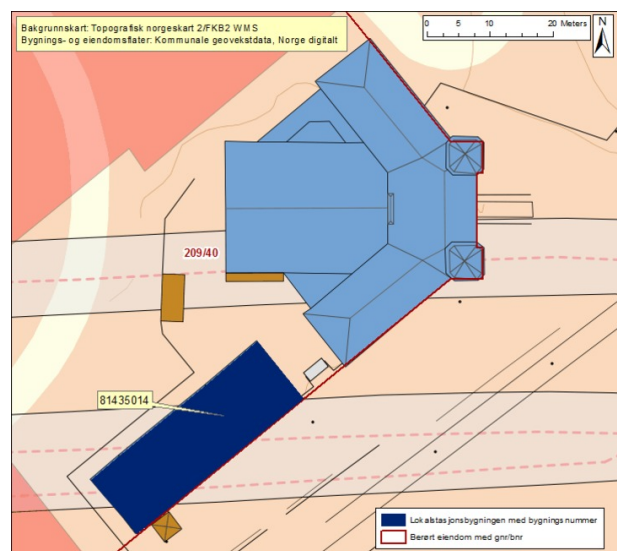 Bakgrunnskart: Topografisk norgeskart 2/FKB2 WMS
Bygnings- og eiendomsflater: Kommunale geovekstdata, Norge digitalt
0 5 10 20 Meters
N
209/40
81435014
Lokalstasjonsbygningen med bygningsnummer
Berørt eiendom med gnr/bnr